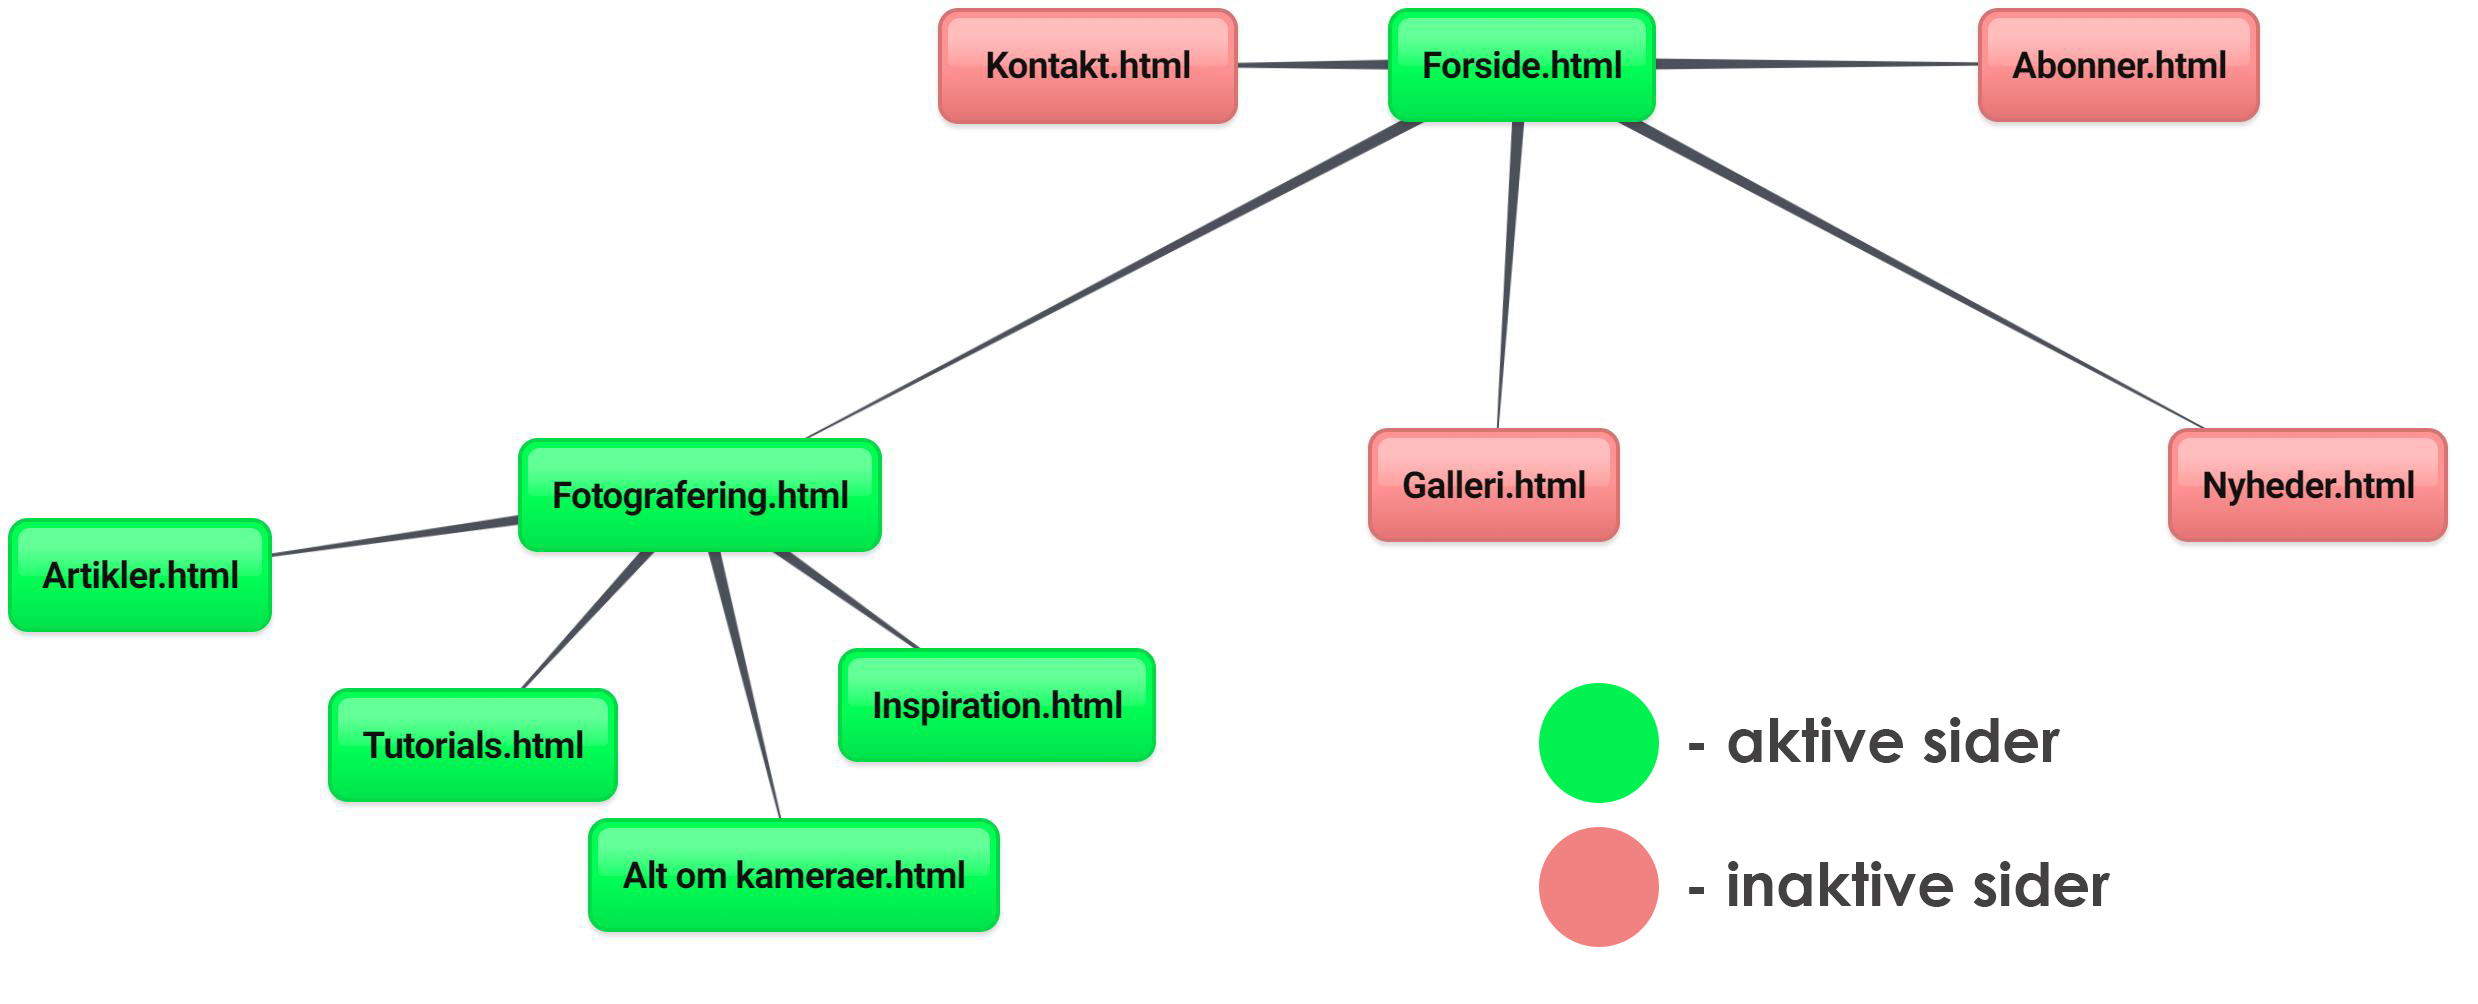 Kontakt.html
Forside.html
Abonner.html
Fotografering.html
Galleri.html
Nyheder.html
Artikler.html
Tutorials.html
Inspiration.html
Alt om kameraer.html
- aktive sider
- inaktive sider